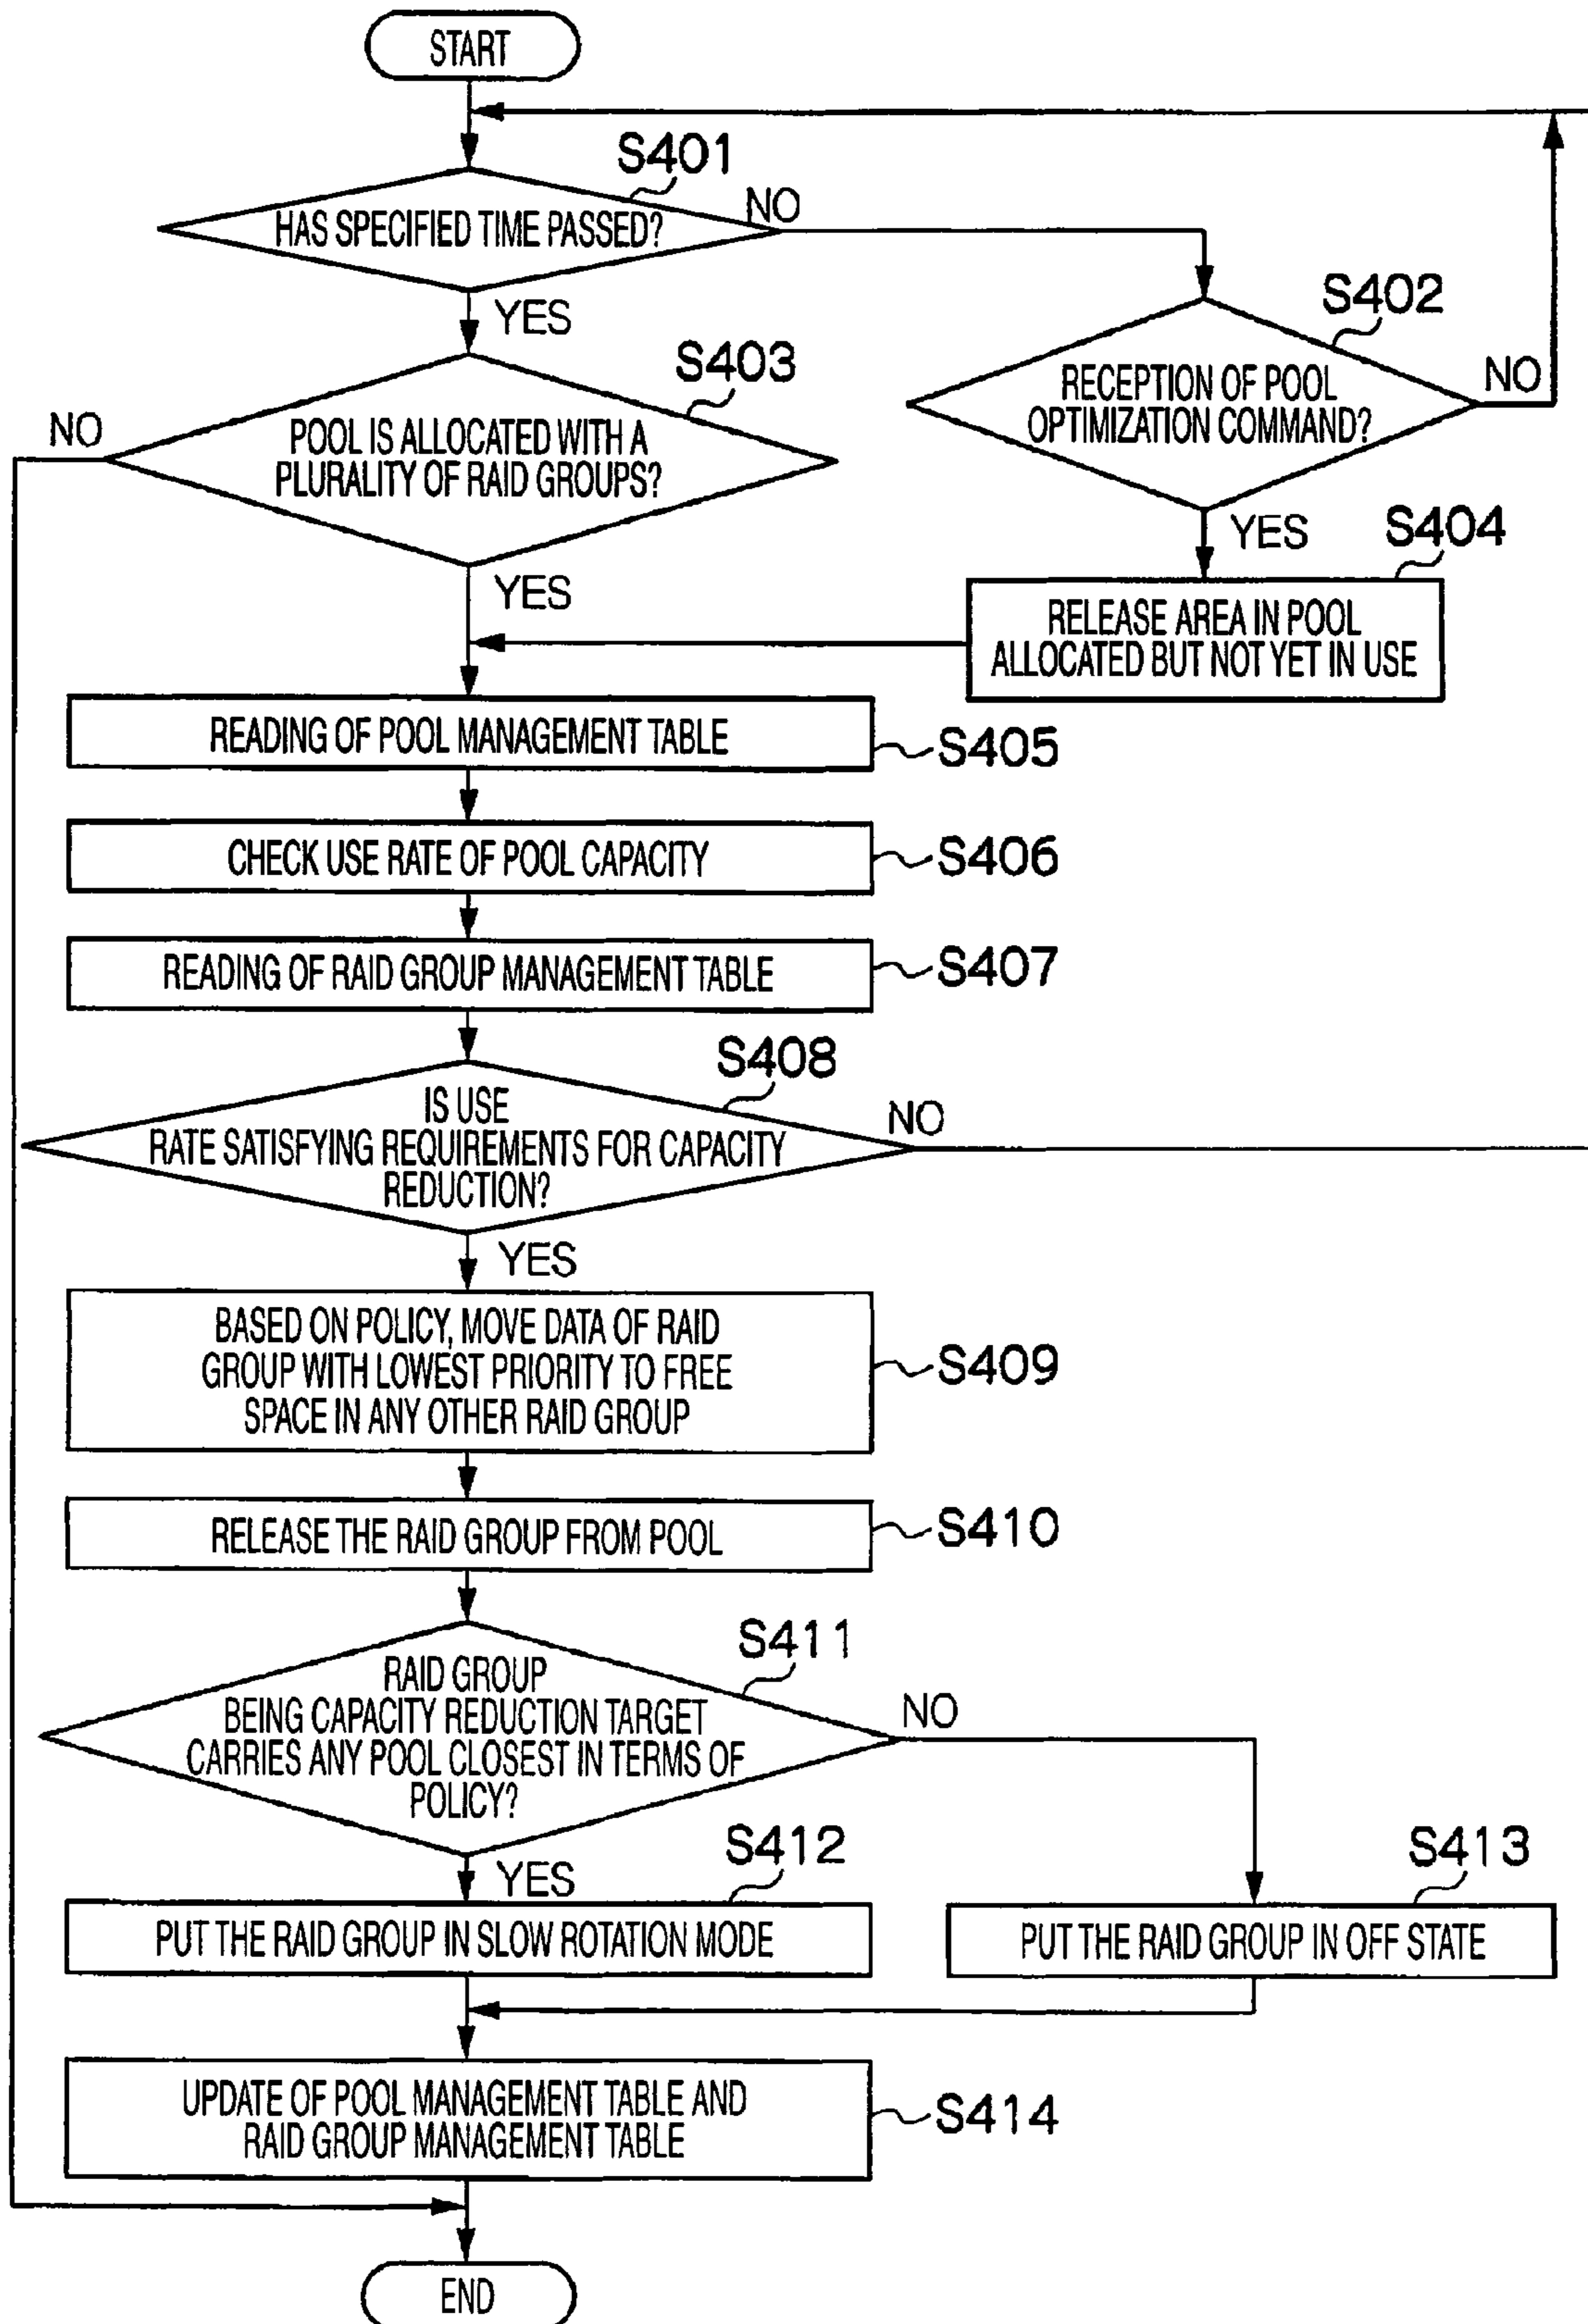 START
S401
HAS SPECIFIED TIME PASSED?
NO
YES
S402
RECEPTION OF POOL
OPTIMIZATION COMMAND?
NO
YES
S403
NO
POOL IS ALLOCATED WITH A
PLURALITY OF RAID GROUPS?
YES
S404
RELEASE AREA IN POOL
ALLOCATED BUT NOT YET IN USE
READING OF POOL MANAGEMENT TABLE
S405
CHECK USE RATE OF POOL CAPACITY
S406
READING OF RAID GROUP MANAGEMENT TABLE
S407
S408
IS USE
RATE SATISFYING REQUIREMENTS FOR CAPACITY
REDUCTION?
NO
YES
BASED ON POLICY, MOVE DATA OF RAID
GROUP WITH LOWEST PRIORITY TO FREE
SPACE IN ANY OTHER RAID GROUP
S409
RELEASE THE RAID GROUP FROM POOL
S410
S411
RAID GROUP
BEING CAPACITY REDUCTION TARGET
CARRIES ANY POOL CLOSEST IN TERMS OF
POLICY?
NO
YES
S412
PUT THE RAID GROUP IN SLOW ROTATION MODE
S413
PUT THE RAID GROUP IN OFF STATE
UPDATE OF POOL MANAGEMENT TABLE AND
RAID GROUP MANAGEMENT TABLE
S414
END